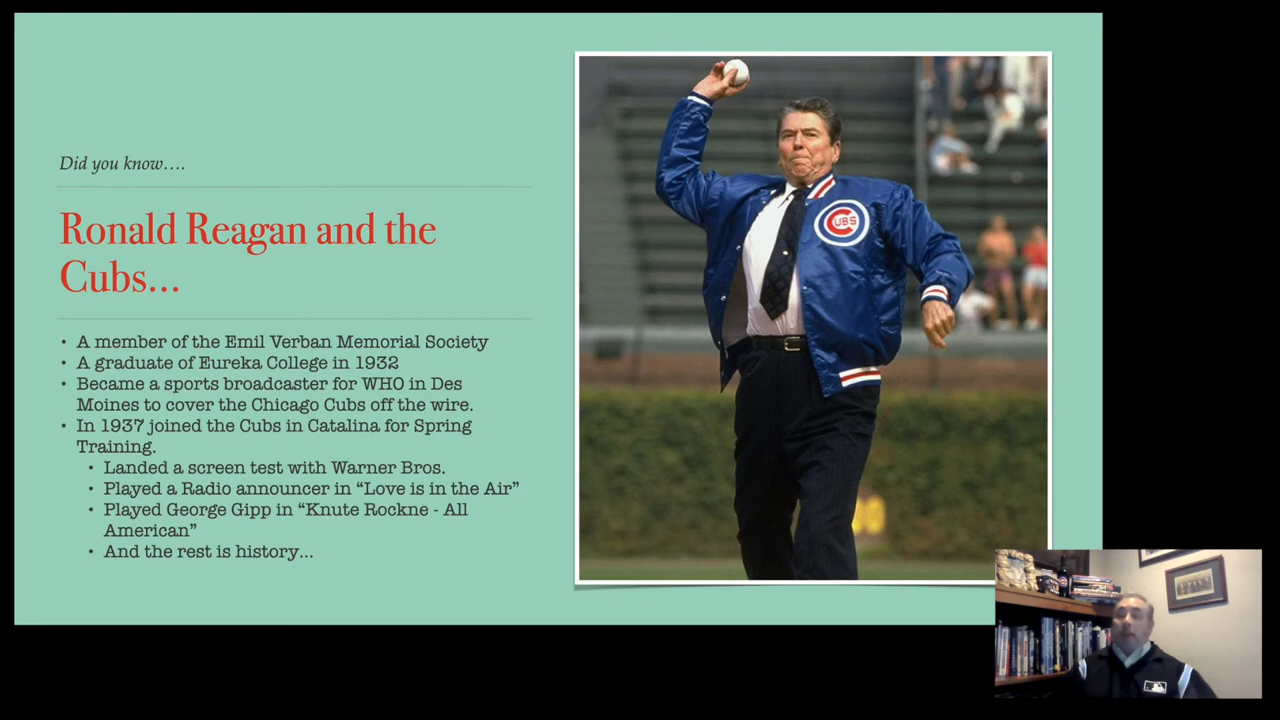 Did you know….
Ronald Reagan and the
Cubs…
• A member of the Emil Verban Memorial Society
• A graduate of Eureka College in 1932
• Became a sports broadcaster for WHO in Des
Moines to cover the Chicago Cubs off the wire.
• In 1937 joined the Cubs in Catalina for Spring
Training.
• Landed a screen test with Warner Bros.
• Played a Radio announcer in “Love is in the Air”
• Played George Gipp in “Knute Rockne - All
American”
• And the rest is history…
CUBS